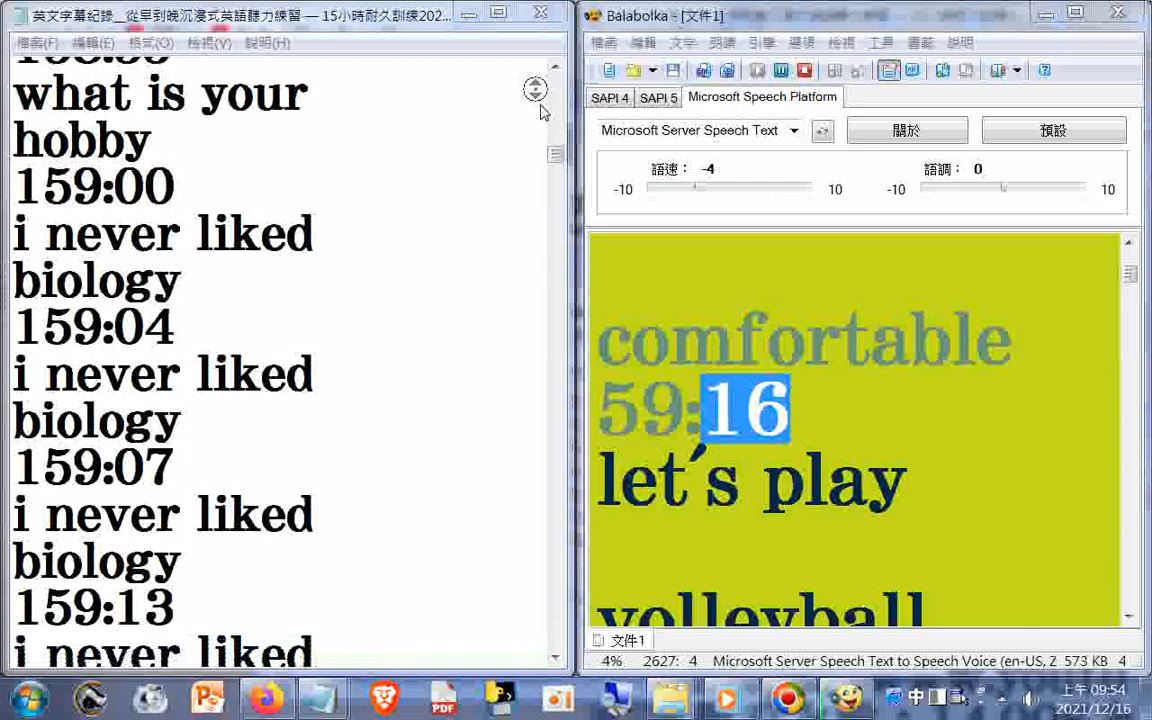 英文字幕紀錄__從早到晚沉浸式英語聽力練習 — 15小時耐久訓練202...
檔案(F) 編輯(E) 格式(O) 檢視(V) 說明(H)
what is your
hobby
159:00
i never liked
biology
159:04
i never liked
biology
159:07
i never liked
biology
159:13
i never liked
Balabolka - [文件1]
檔案 編輯 文字 朗讀 引擎 選項 檢視 工具 書籤 說明
SAPI 4 SAPI 5 Microsoft Speech Platform
Microsoft Server Speech Text 關於 預設
語速： -4 語調： 0
-10 10 -10 10
comfortable
59:16
let's play
volleyball
文件1
4% 2627: 4 Microsoft Server Speech Text to Speech Voice (en-US, Z 573 KB 4
PDF 中 上午 09:54
2021/12/16